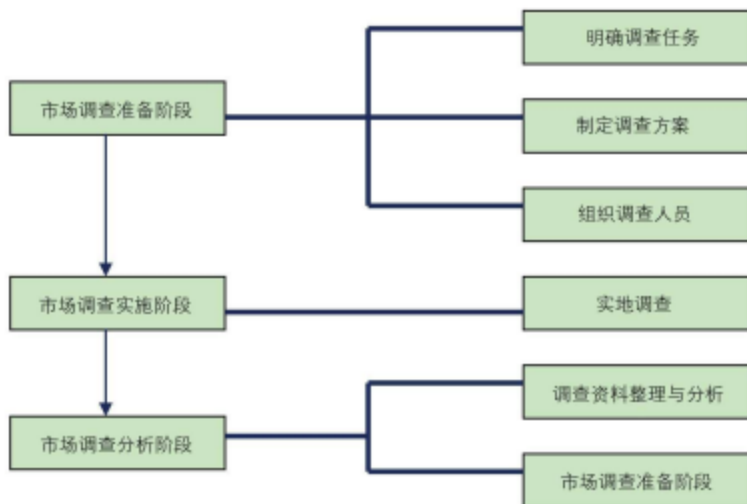 明确调查任务
市场调查准备阶段
制定调查方案
组织调查人员
市场调查实施阶段
实地调查
调查资料整理与分析
市场调查分析阶段
市场调查准备阶段